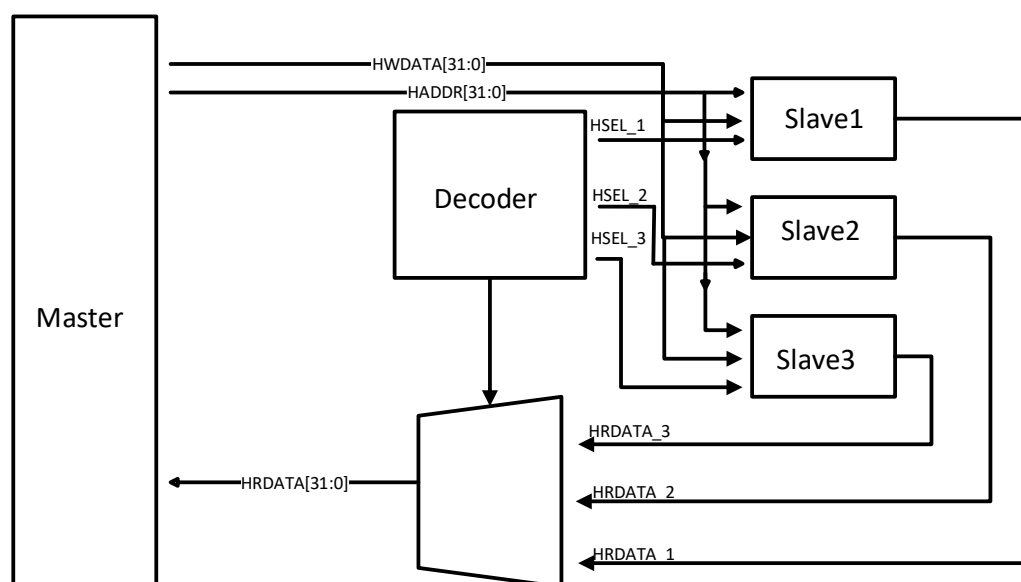 HWDATA[31:0]
HADDR[31:0]
Slave1
HSEL_1
Decoder
HSEL_2
Slave2
HSEL_3
Master
Slave3
HRDATA_3
HRDATA[31:0]
HRDATA_2
HRDATA_1